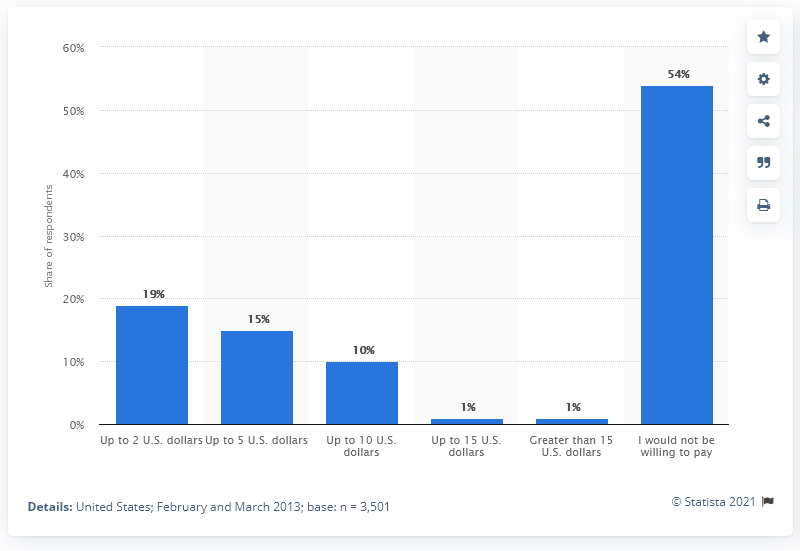 60%
50%
40%
30%
20%
10%
0%
Share of respondents
19%
15%
10%
1%
1%
54%
Up to 2 U.S. dollars
Up to 5 U.S. dollars
Up to 10 U.S.
dollars
Up to 15 U.S.
dollars
Greater than 15
U.S. dollars
I would not be
willing to pay
Details: United States; February and March 2013; base: n = 3,501
© Statista 2021